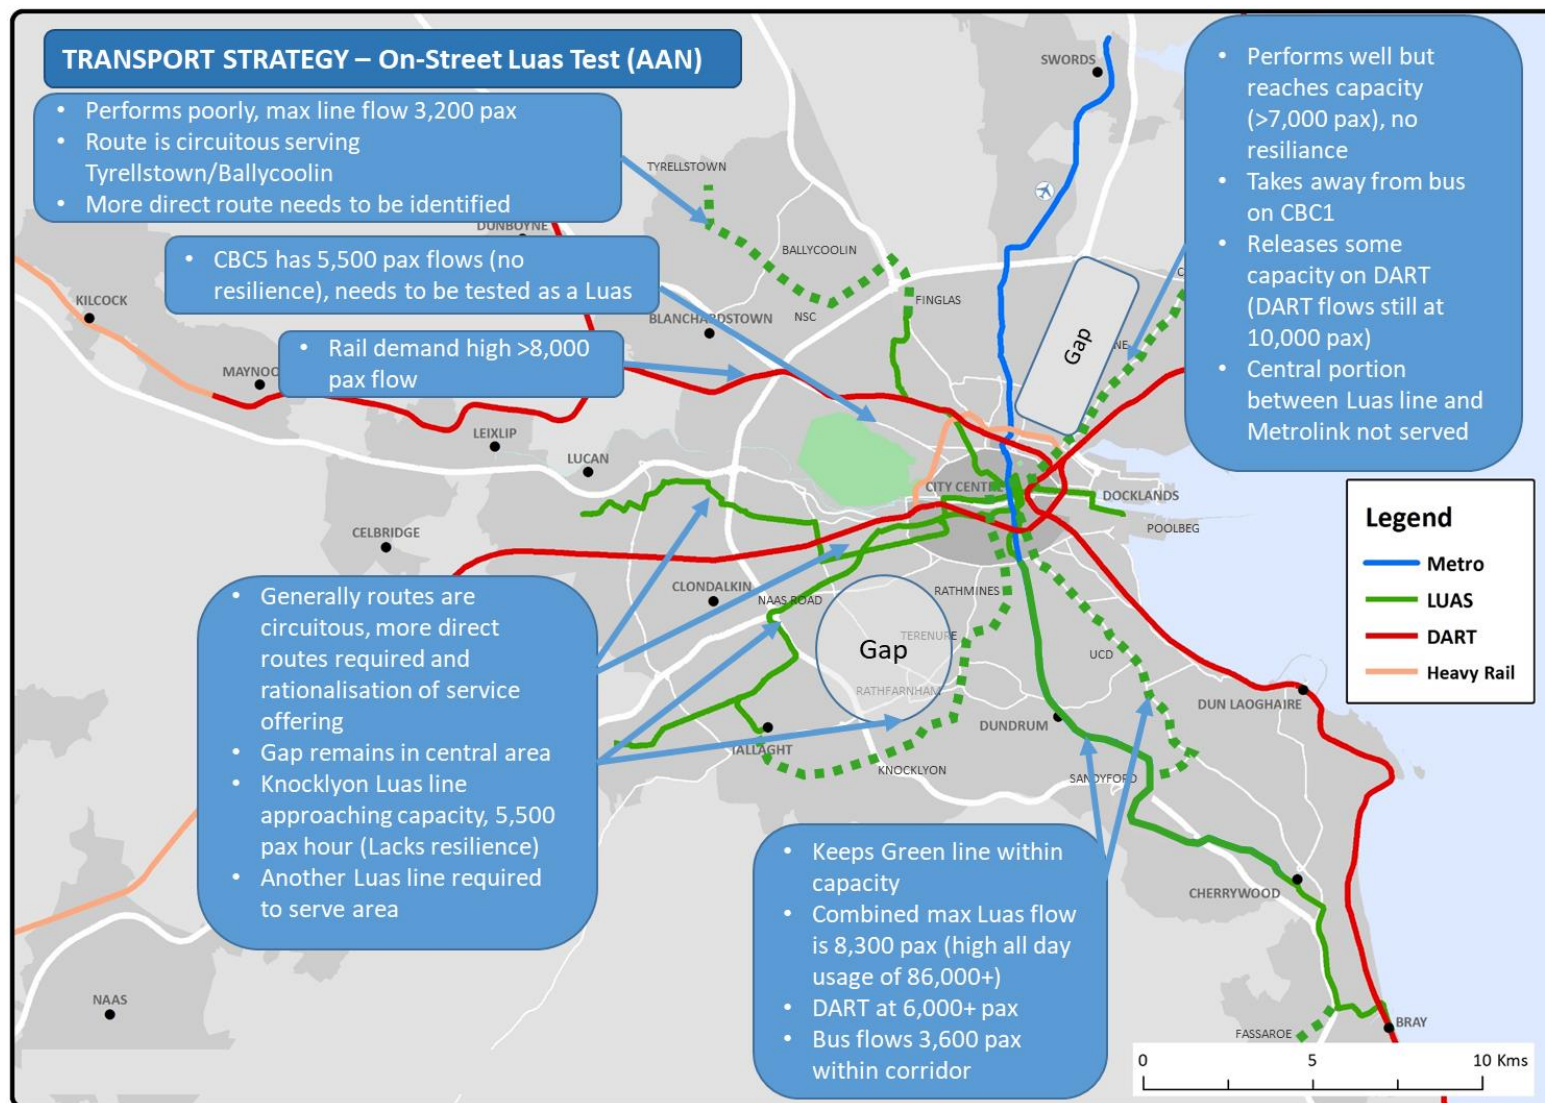 TRANSPORT STRATEGY – On-Street Luas Test (AAN)
• Performs poorly, max line flow 3,200 pax
• Route is circuitous serving
Tyrellstown/Ballycoolin
• More direct route needs to be identified
• CBC5 has 5,500 pax flows (no
resilience), needs to be tested as a Luas
• Rail demand high >8,000
pax flow
• Performs well but
reaches capacity
(>7,000 pax), no
resiliance
• Takes away from bus
on CBC1
• Releases some
capacity on DART
(DART flows still at
10,000 pax)
• Central portion
between Luas line and
Metrolink not served
SWORDS
TYRELLSTOWN
DUNBOYNE
BALLYCOOLIN
KILCOCK
FINGLAS
NSC
BLANCHARDSTOWN
Gap
NE
MAYNOO
LEIXLIP
LUCAN
CITY CENTRE
DOCKLANDS
POOLBEG
CELBRIDGE
CLONDALKIN
NAAS ROAD
RATHMINES
TERENURE
UCD
Gap
RATHFARNHAM
TALLAGHT
DUNDRUM
DUN LAOGHAIRE
KNOCKLYON
SANDYFORD
CHERRYWOOD
NAAS
FASSAROE
BRAY
Legend
Metro
LUAS
DART
Heavy Rail
• Generally routes are
circuitous, more direct
routes required and
rationalisation of service
offering
• Gap remains in central area
• Knocklyon Luas line
approaching capacity, 5,500
pax hour (Lacks resilience)
• Another Luas line required
to serve area
• Keeps Green line within
capacity
• Combined max Luas flow
is 8,300 pax (high all day
usage of 86,000+)
• DART at 6,000+ pax
• Bus flows 3,600 pax
within corridor
0 5 10 Kms